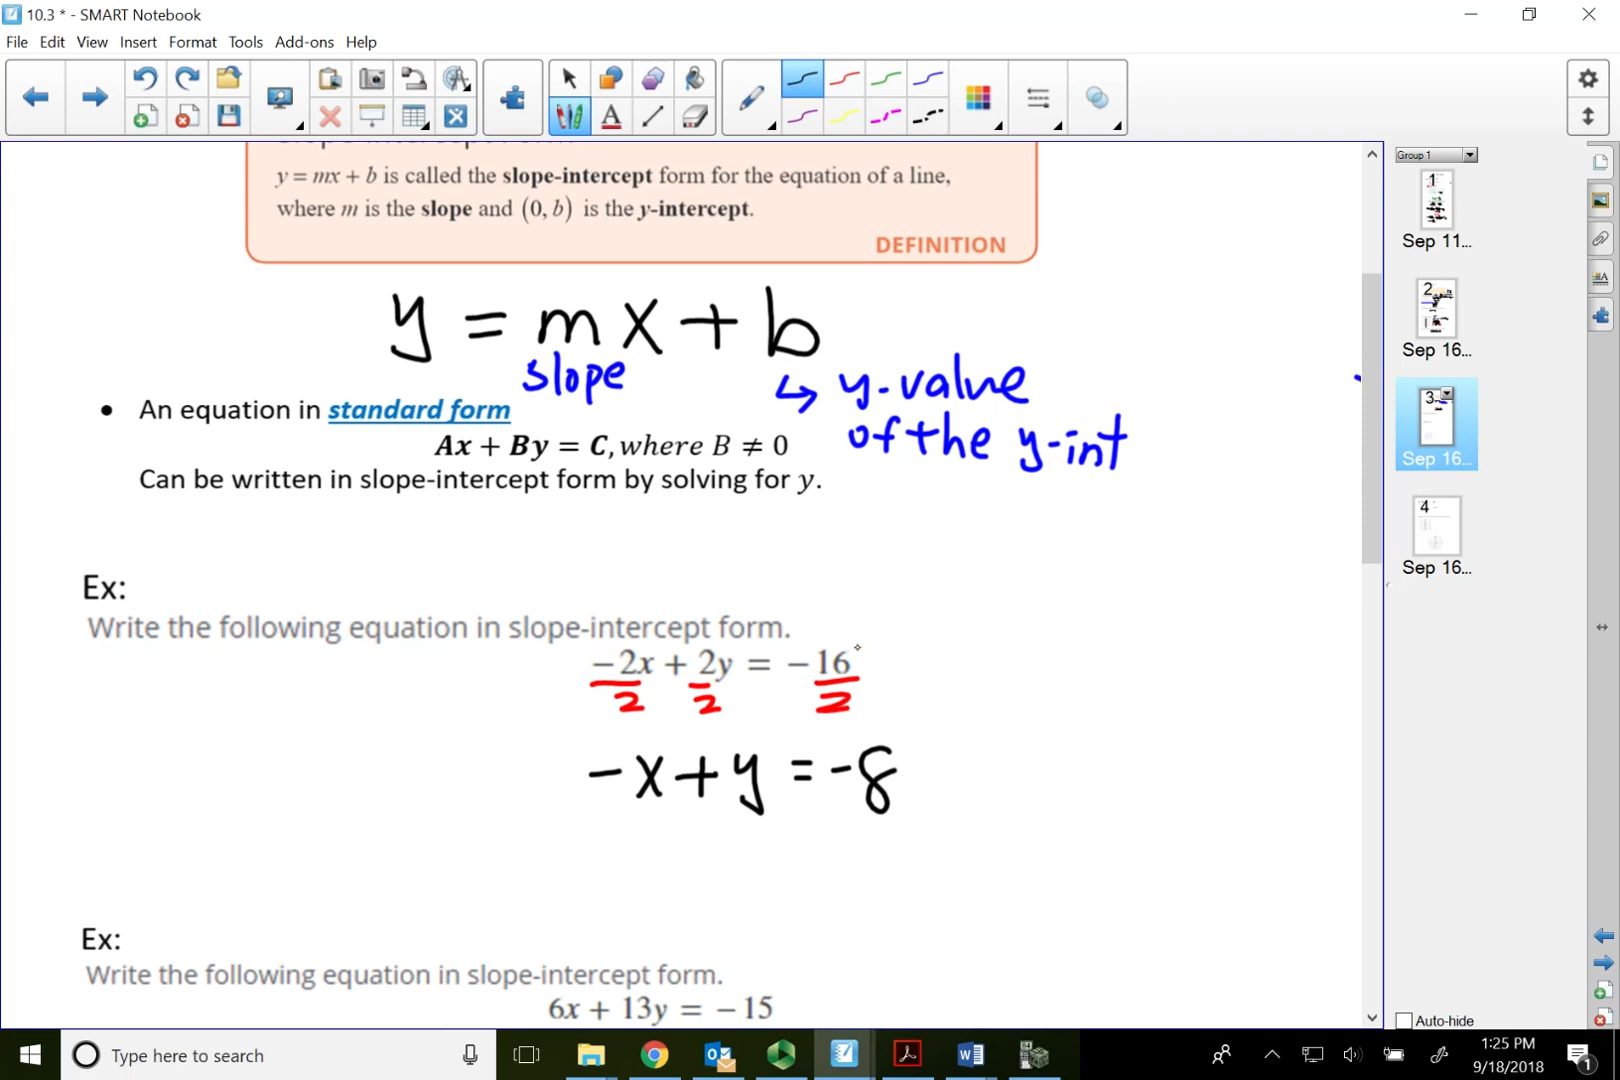 10.3 * - SMART Notebook
File Edit View Insert Format Tools Add-ons Help
y = mx + b is called the slope-intercept form for the equation of a line,
where m is the slope and (0, b) is the y-intercept.
DEFINITION
y = mx + b
slope
↳ y-value
of the y-int
• An equation in standard form
Ax + By = C, where B ≠ 0
Can be written in slope-intercept form by solving for y.
Ex:
Write the following equation in slope-intercept form.
−2x + 2y = −16
2 2 2
-x + y = -8
Ex:
Write the following equation in slope-intercept form.
6x + 13y = −15
Group 1
1
Sep 11...
2
Sep 16...
3
Sep 16...
4
Sep 16...
Auto-hide
Type here to search
1:25 PM
9/18/2018
1